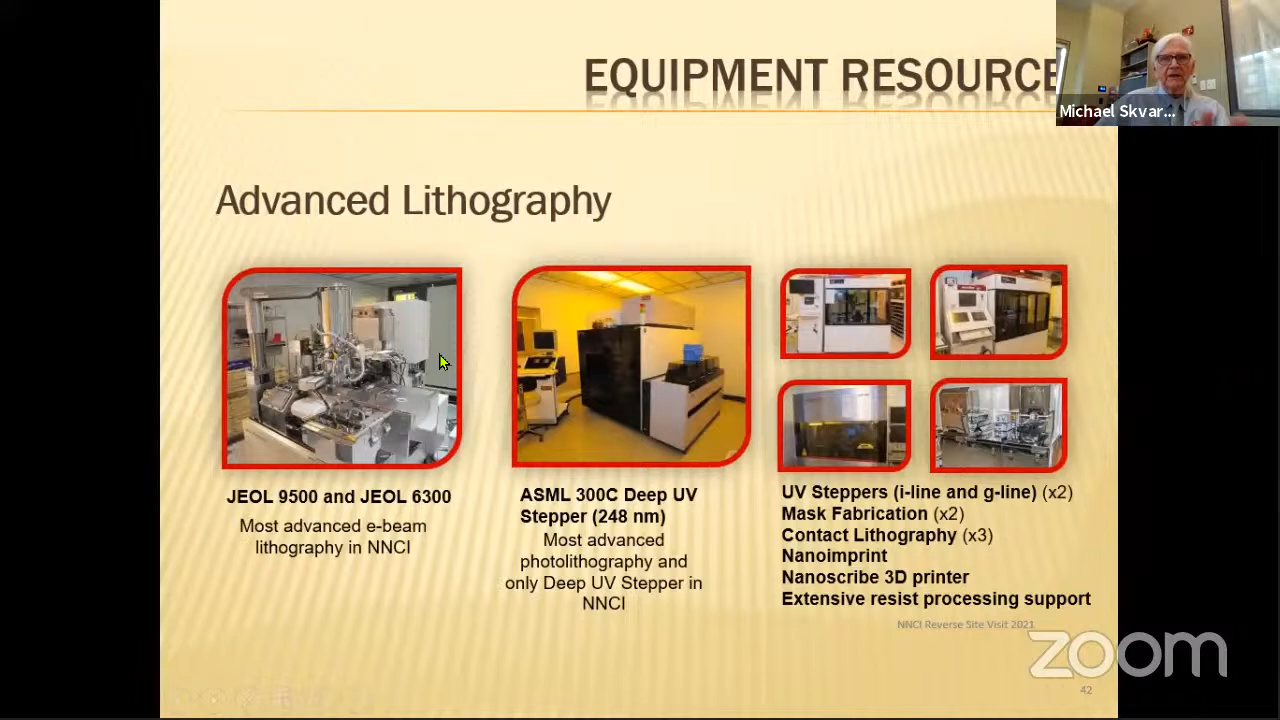 EQUIPMENT RESOURCE
Michael Skvar...
Advanced Lithography
JEOL 9500 and JEOL 6300
Most advanced e-beam
lithography in NNCI
ASML 300C Deep UV
Stepper (248 nm)
Most advanced
photolithography and
only Deep UV Stepper in
NNCI
UV Steppers (i-line and g-line) (x2)
Mask Fabrication (x2)
Contact Lithography (x3)
Nanoimprint
Nanoscribe 3D printer
Extensive resist processing support
NNCI Reverse Site Visit 2021
zoom
42